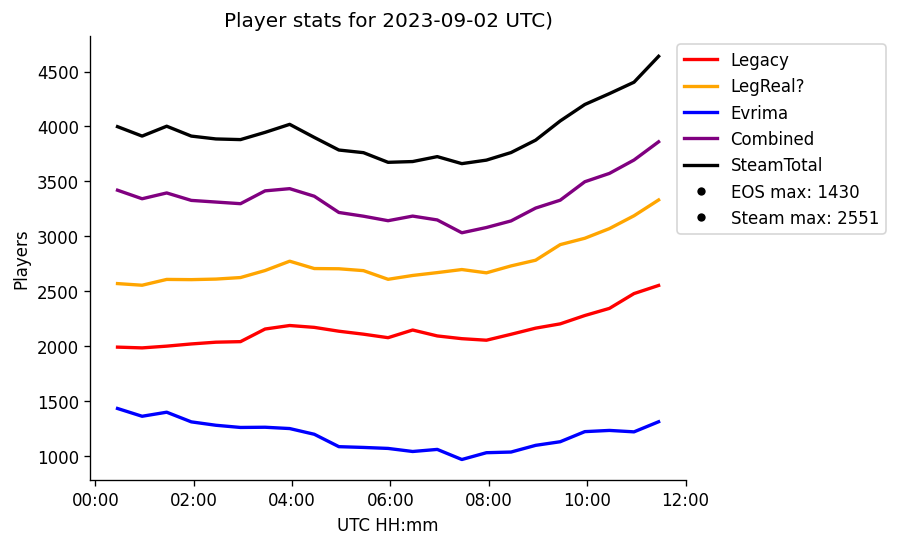 Player stats for 2023-09-02 UTC)
Players
4500
4000
3500
3000
2500
2000
1500
1000
00:00 02:00 04:00 06:00 08:00 10:00 12:00
UTC HH:mm
Legacy
LegReal?
Evrima
Combined
SteamTotal
EOS max: 1430
Steam max: 2551